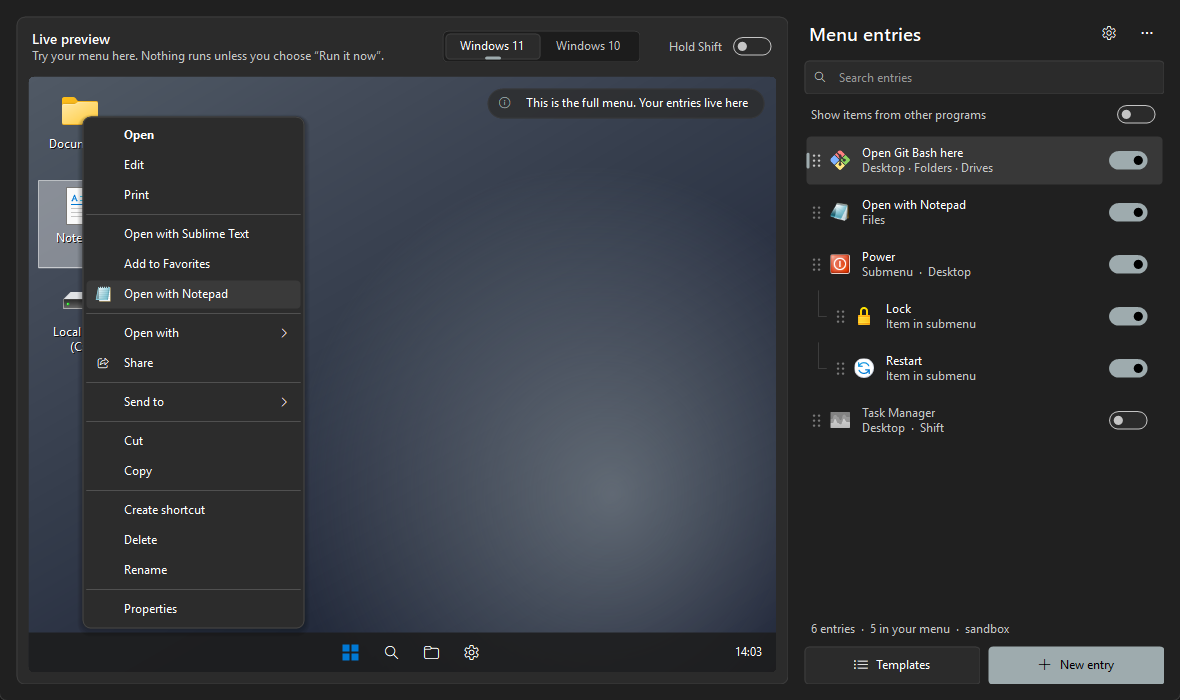 Live preview
Try your menu here. Nothing runs unless you choose “Run it now”.
Windows 11
Windows 10
Hold Shift
This is the full menu. Your entries live here
Docum
Note
Local
(C
Open
Edit
Print
Open with Sublime Text
Add to Favorites
Open with Notepad
Open with
Share
Send to
Cut
Copy
Create shortcut
Delete
Rename
Properties
14:03
Menu entries
Search entries
Show items from other programs
Open Git Bash here
Desktop · Folders · Drives
Open with Notepad
Files
Power
Submenu · Desktop
Lock
Item in submenu
Restart
Item in submenu
Task Manager
Desktop · Shift
6 entries · 5 in your menu · sandbox
Templates
New entry